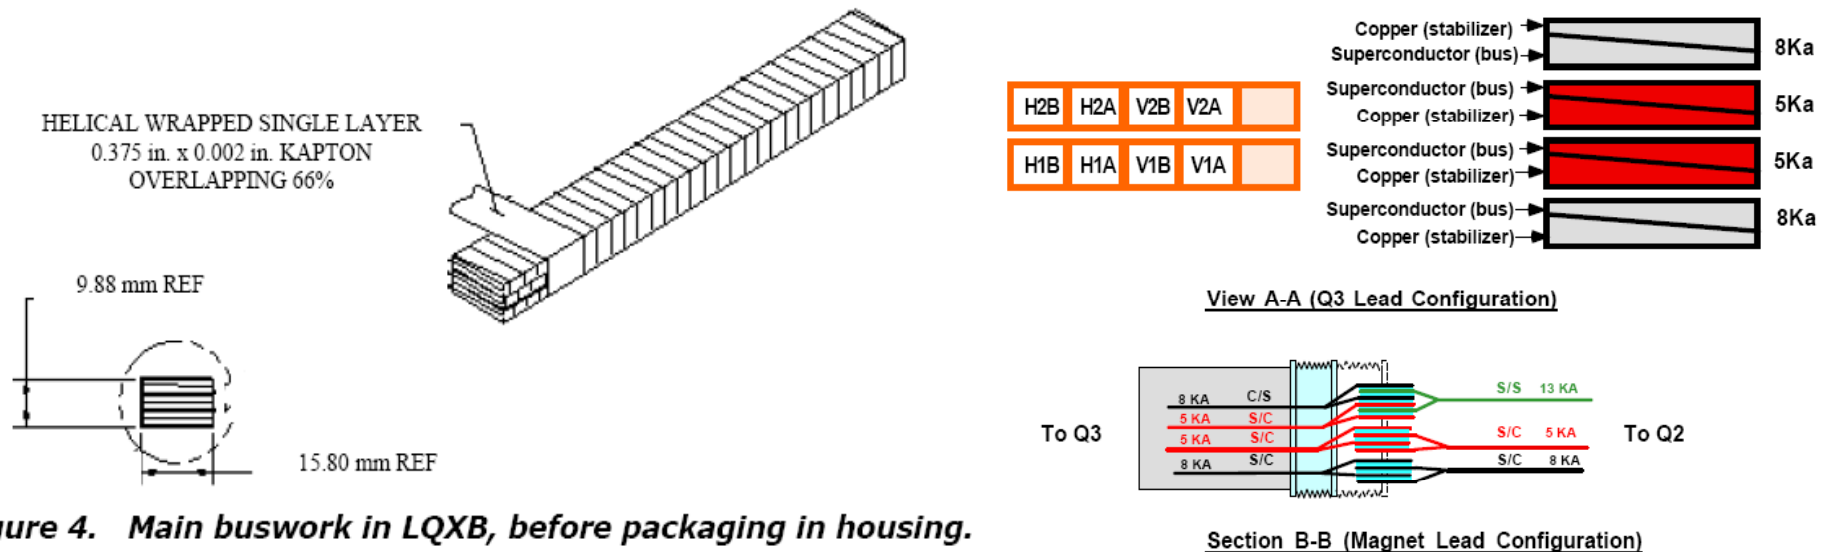 HELICAL WRAPPED SINGLE LAYER
0.375 in. x 0.002 in. KAPTON
OVERLAPPING 66%
9.88 mm REF
15.80 mm REF
gure 4. Main buswork in LQXB, before packaging in housing.
H2B H2A V2B V2A
H1B H1A V1B V1A
Copper (stabilizer)
Superconductor (bus)
8Ka
Superconductor (bus)
Copper (stabilizer)
5Ka
Superconductor (bus)
Copper (stabilizer)
5Ka
Superconductor (bus)
Copper (stabilizer)
8Ka
View A-A (Q3 Lead Configuration)
To Q3
8 KA C/S
5 KA S/C
5 KA S/C
8 KA S/C
S/S 13 KA
S/C 5 KA
S/C 8 KA
To Q2
Section B-B (Magnet Lead Configuration)